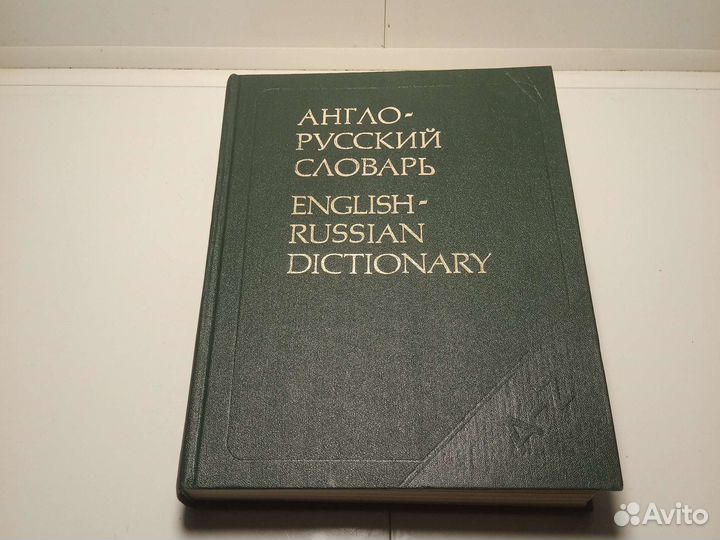 АНГЛО-
РУССКИЙ
СЛОВАРЬ
ENGLISH-
RUSSIAN
DICTIONARY
A-Z
Avito